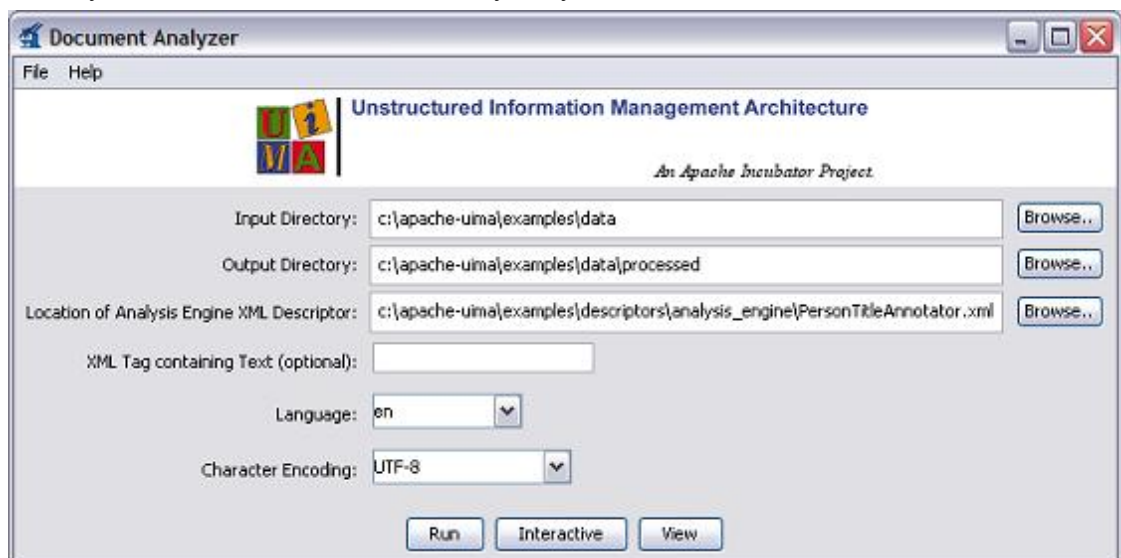 Document Analyzer
File Help
UiMA
Unstructured Information Management Architecture
An Apache Incubator Project
Input Directory: c:\apache-uima\examples\data Browse..
Output Directory: c:\apache-uima\examples\data\processed Browse..
Location of Analysis Engine XML Descriptor: c:\apache-uima\examples\descriptors\analysis_engine\PersonTitleAnnotator.xml Browse..
XML Tag containing Text (optional):
Language: en
Character Encoding: UTF-8
Run Interactive View